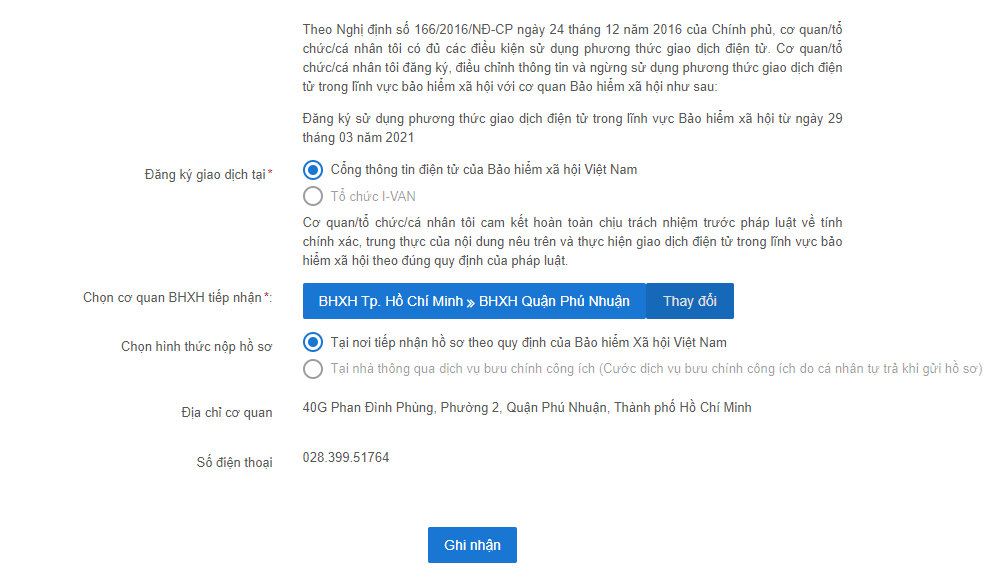 Theo Nghị định số 166/2016/NĐ-CP ngày 24 tháng 12 năm 2016 của Chính phủ, cơ quan/tổ
chức/cá nhân tôi có đủ các điều kiện sử dụng phương thức giao dịch điện tử. Cơ quan/tổ
chức/cá nhân tôi đăng ký, điều chỉnh thông tin và ngừng sử dụng phương thức giao dịch điện
tử trong lĩnh vực bảo hiểm xã hội với cơ quan Bảo hiểm xã hội như sau:
Đăng ký sử dụng phương thức giao dịch điện tử trong lĩnh vực Bảo hiểm xã hội từ ngày 29
tháng 03 năm 2021
Đăng ký giao dịch tại* Cổng thông tin điện tử của Bảo hiểm xã hội Việt Nam
Tổ chức I-VAN
Cơ quan/tổ chức/cá nhân tôi cam kết hoàn toàn chịu trách nhiệm trước pháp luật về tính
chính xác, trung thực của nội dung nêu trên và thực hiện giao dịch điện tử trong lĩnh vực bảo
hiểm xã hội theo đúng quy định của pháp luật.
Chọn cơ quan BHXH tiếp nhận*: BHXH Tp. Hồ Chí Minh » BHXH Quận Phú Nhuận Thay đổi
Chọn hình thức nộp hồ sơ Tại nơi tiếp nhận hồ sơ theo quy định của Bảo hiểm Xã hội Việt Nam
Tại nhà thông qua dịch vụ bưu chính công ích (Cước dịch vụ bưu chính công ích do cá nhân tự trả khi gửi hồ sơ)
Địa chỉ cơ quan 40G Phan Đình Phùng, Phường 2, Quận Phú Nhuận, Thành phố Hồ Chí Minh
Số điện thoại 028.399.51764
Ghi nhận